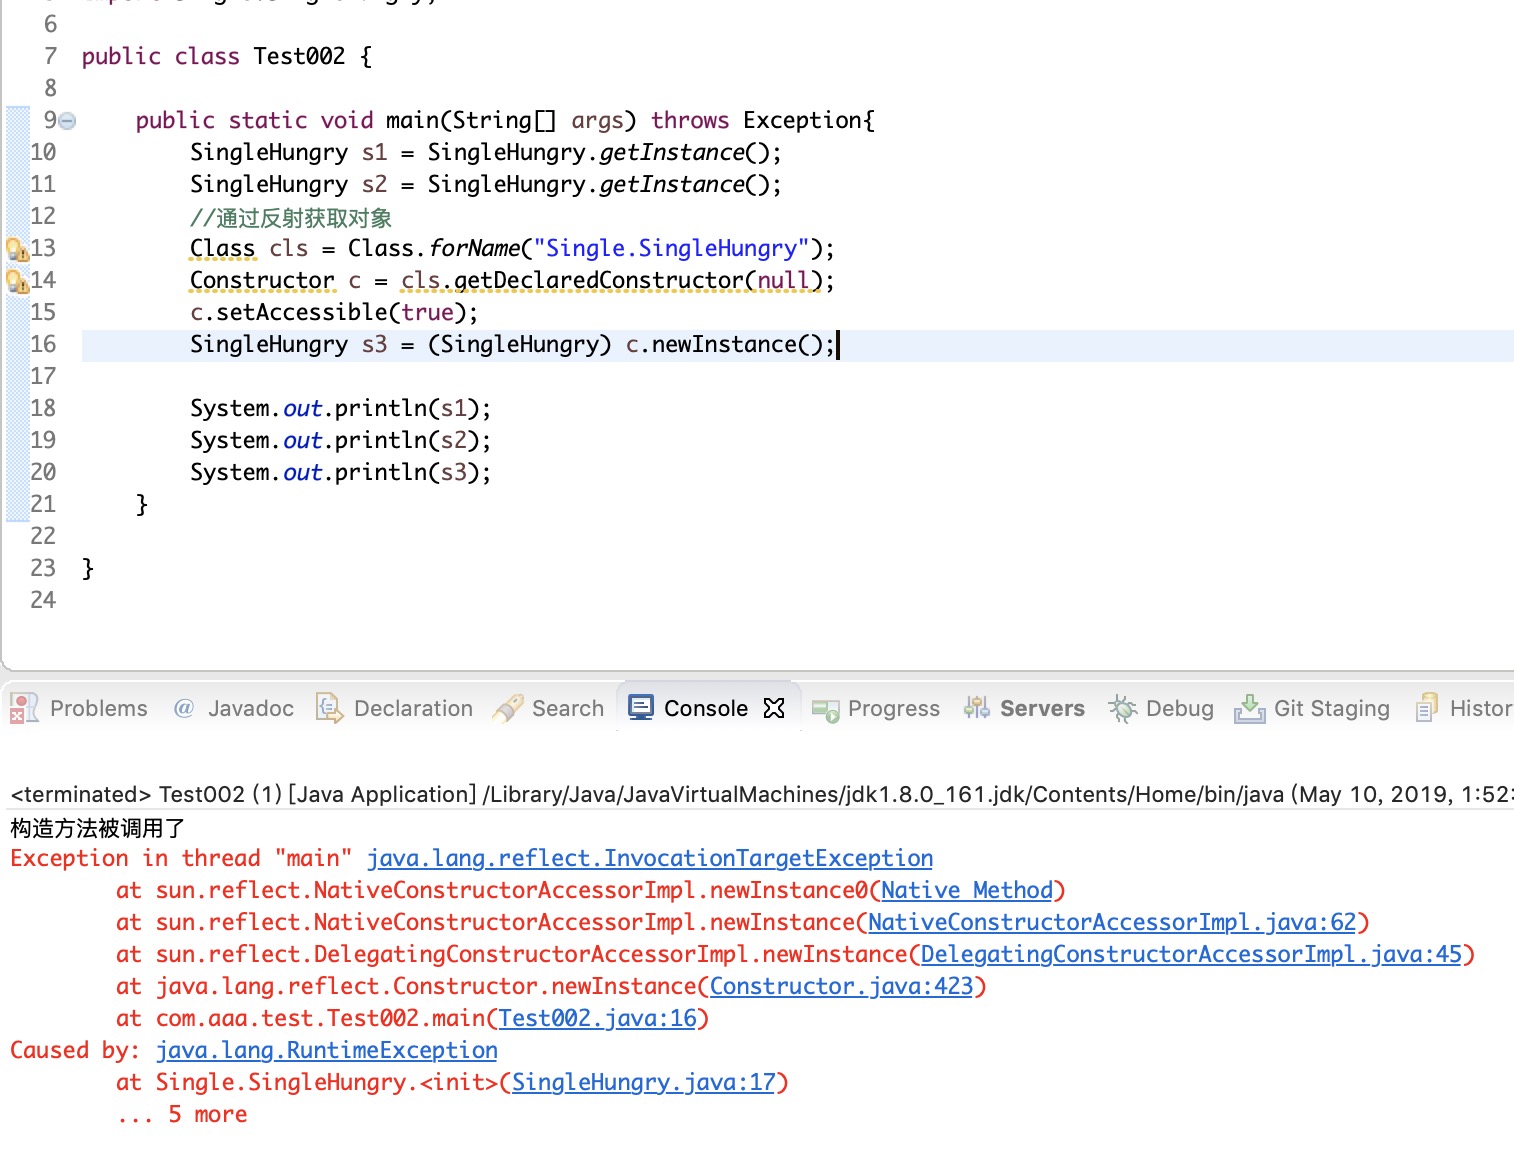 6
7 public class Test002 {
8
9 public static void main(String[] args) throws Exception{
10 SingleHungry s1 = SingleHungry.getInstance();
11 SingleHungry s2 = SingleHungry.getInstance();
12 //通过反射获取对象
13 Class cls = Class.forName("Single.SingleHungry");
14 Constructor c = cls.getDeclaredConstructor(null);
15 c.setAccessible(true);
16 SingleHungry s3 = (SingleHungry) c.newInstance();
17
18 System.out.println(s1);
19 System.out.println(s2);
20 System.out.println(s3);
21 }
22
23 }
24
Problems @ Javadoc Declaration Search Console Progress Servers Debug Git Staging Histor
<terminated> Test002 (1) [Java Application] /Library/Java/JavaVirtualMachines/jdk1.8.0_161.jdk/Contents/Home/bin/java (May 10, 2019, 1:52:
构造方法被调用了
Exception in thread "main" java.lang.reflect.InvocationTargetException
at sun.reflect.NativeConstructorAccessorImpl.newInstance0(Native Method)
at sun.reflect.NativeConstructorAccessorImpl.newInstance(NativeConstructorAccessorImpl.java:62)
at sun.reflect.DelegatingConstructorAccessorImpl.newInstance(DelegatingConstructorAccessorImpl.java:45)
at java.lang.reflect.Constructor.newInstance(Constructor.java:423)
at com.aaa.test.Test002.main(Test002.java:16)
Caused by: java.lang.RuntimeException
at Single.SingleHungry.<init>(SingleHungry.java:17)
... 5 more